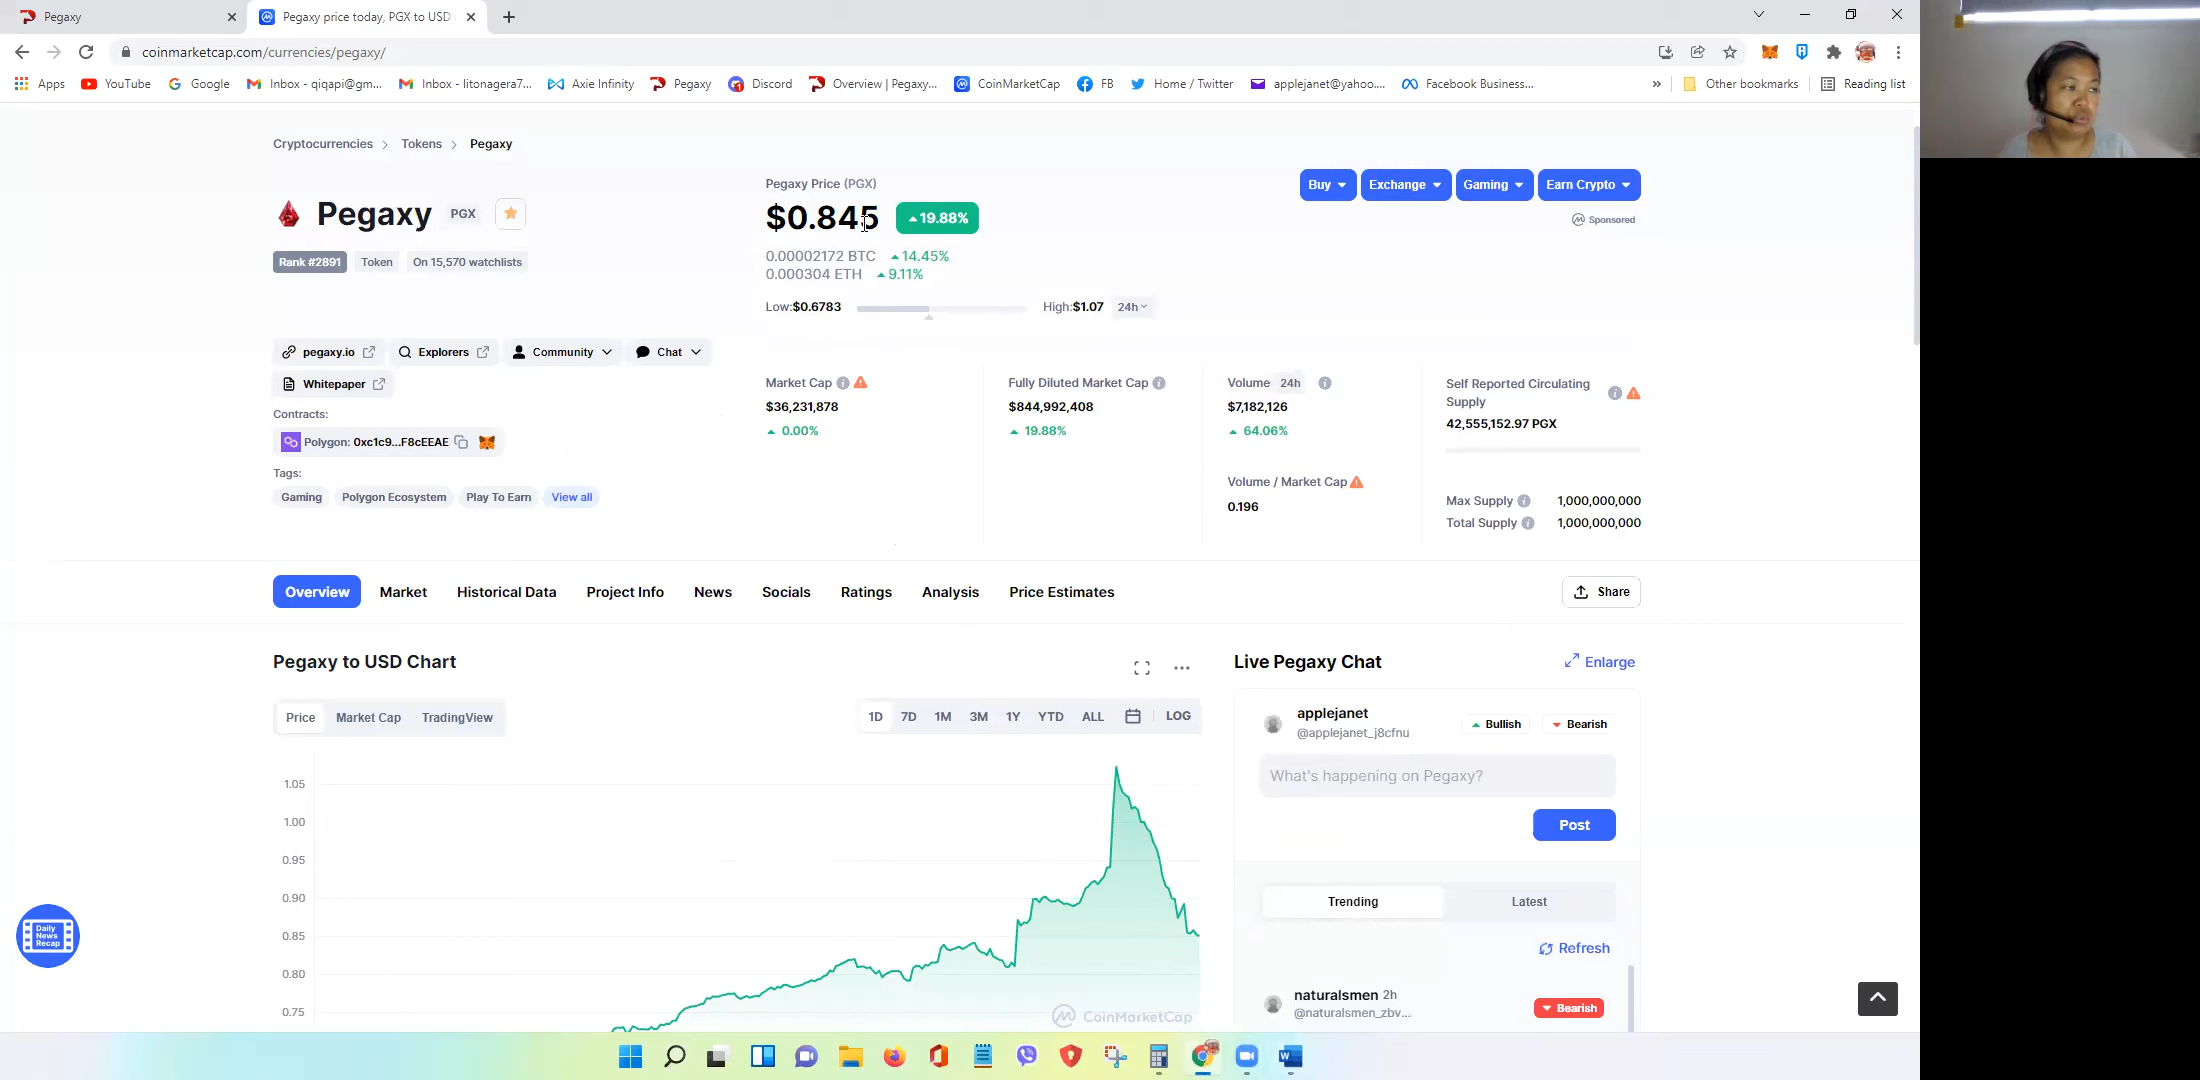 Pegaxy
Pegaxy price today, PGX to USD
coinmarketcap.com/currencies/pegaxy/
Apps
YouTube
Google
Inbox - qiqapi@gm...
Inbox - litonagera7...
Axie Infinity
Pegaxy
Discord
Overview | Pegaxy...
CoinMarketCap
FB
Home / Twitter
applejanet@yahoo....
Facebook Business...
»
Other bookmarks
Reading list
Cryptocurrencies > Tokens > Pegaxy
Pegaxy PGX
Rank #2891
Token
On 15,570 watchlists
pegaxy.io
Explorers
Community
Chat
Whitepaper
Contracts:
Polygon: 0xc1c9...F8cEEAE
Tags:
Gaming
Polygon Ecosystem
Play To Earn
View all
Pegaxy Price (PGX)
$0.845 19.88%
0.00002172 BTC 14.45%
0.000304 ETH 9.11%
Low:$0.6783
High:$1.07
24h
Buy
Exchange
Gaming
Earn Crypto
Sponsored
Market Cap
$36,231,878
0.00%
Fully Diluted Market Cap
$844,992,408
19.88%
Volume 24h
$7,182,126
64.06%
Volume / Market Cap
0.196
Self Reported Circulating
Supply
42,555,152.97 PGX
Max Supply 1,000,000,000
Total Supply 1,000,000,000
Overview
Market
Historical Data
Project Info
News
Socials
Ratings
Analysis
Price Estimates
Share
Pegaxy to USD Chart
Price
Market Cap
TradingView
1D
7D
1M
3M
1Y
YTD
ALL
LOG
1.05
1.00
0.95
0.90
0.85
0.80
0.75
CoinMarketCap
Live Pegaxy Chat
Enlarge
applejanet
@applejanet_j8cfnu
Bullish
Bearish
What's happening on Pegaxy?
Post
Trending
Latest
Refresh
naturalsmen 2h
@naturalsmen_zbv...
Bearish
Daily
News
Recap